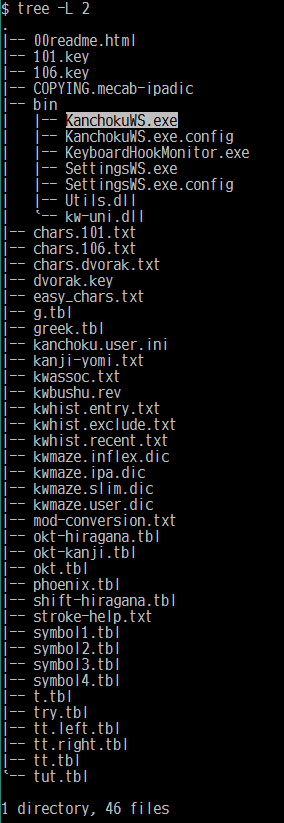 $ tree -L 2
.
|-- 00readme.html
|-- 101.key
|-- 106.key
|-- COPYING.mecab-ipadic
|-- bin
|   |-- KanchokuWS.exe
|   |-- KanchokuWS.exe.config
|   |-- KeyboardHookMonitor.exe
|   |-- SettingsWS.exe
|   |-- SettingsWS.exe.config
|   |-- Utils.dll
|   `-- kw-uni.dll
|-- chars.101.txt
|-- chars.106.txt
|-- chars.dvorak.txt
|-- dvorak.key
|-- easy_chars.txt
|-- g.tbl
|-- greek.tbl
|-- kanchoku.user.ini
|-- kanji-yomi.txt
|-- kwassoc.txt
|-- kwbushu.rev
|-- kwhist.entry.txt
|-- kwhist.exclude.txt
|-- kwhist.recent.txt
|-- kwmaze.inflex.dic
|-- kwmaze.ipa.dic
|-- kwmaze.slim.dic
|-- kwmaze.user.dic
|-- mod-conversion.txt
|-- okt-hiragana.tbl
|-- okt-kanji.tbl
|-- okt.tbl
|-- phoenix.tbl
|-- shift-hiragana.tbl
|-- stroke-help.txt
|-- symbol1.tbl
|-- symbol2.tbl
|-- symbol3.tbl
|-- symbol4.tbl
|-- t.tbl
|-- try.tbl
|-- tt.left.tbl
|-- tt.right.tbl
|-- tt.tbl
`-- tut.tbl
1 directory, 46 files